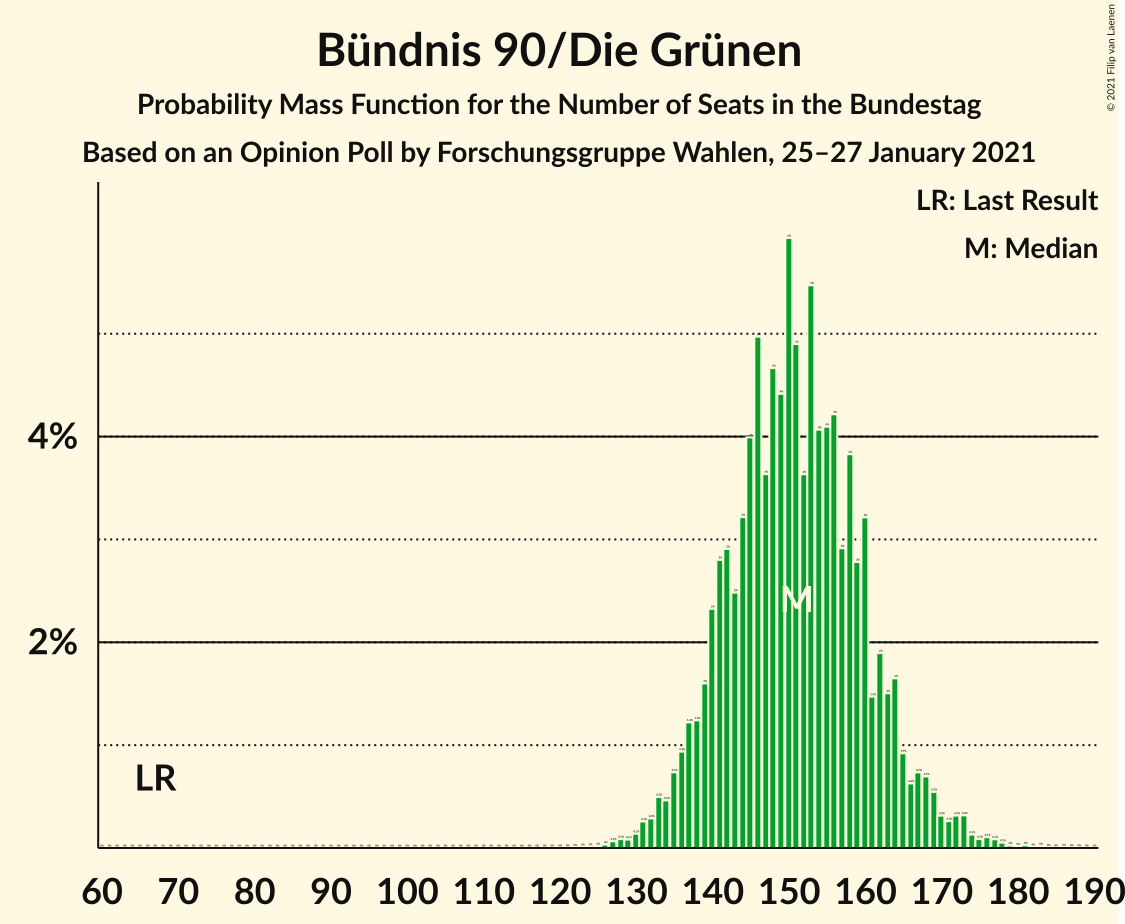 Bündnis 90/Die Grünen
Probability Mass Function for the Number of Seats in the Bundestag
Based on an Opinion Poll by Forschungsgruppe Wahlen, 25–27 January 2021
© 2021 Filip van Laenen
LR: Last Result
M: Median
4%
2%
M
LR
60 70 80 90 100 110 120 130 140 150 160 170 180 190